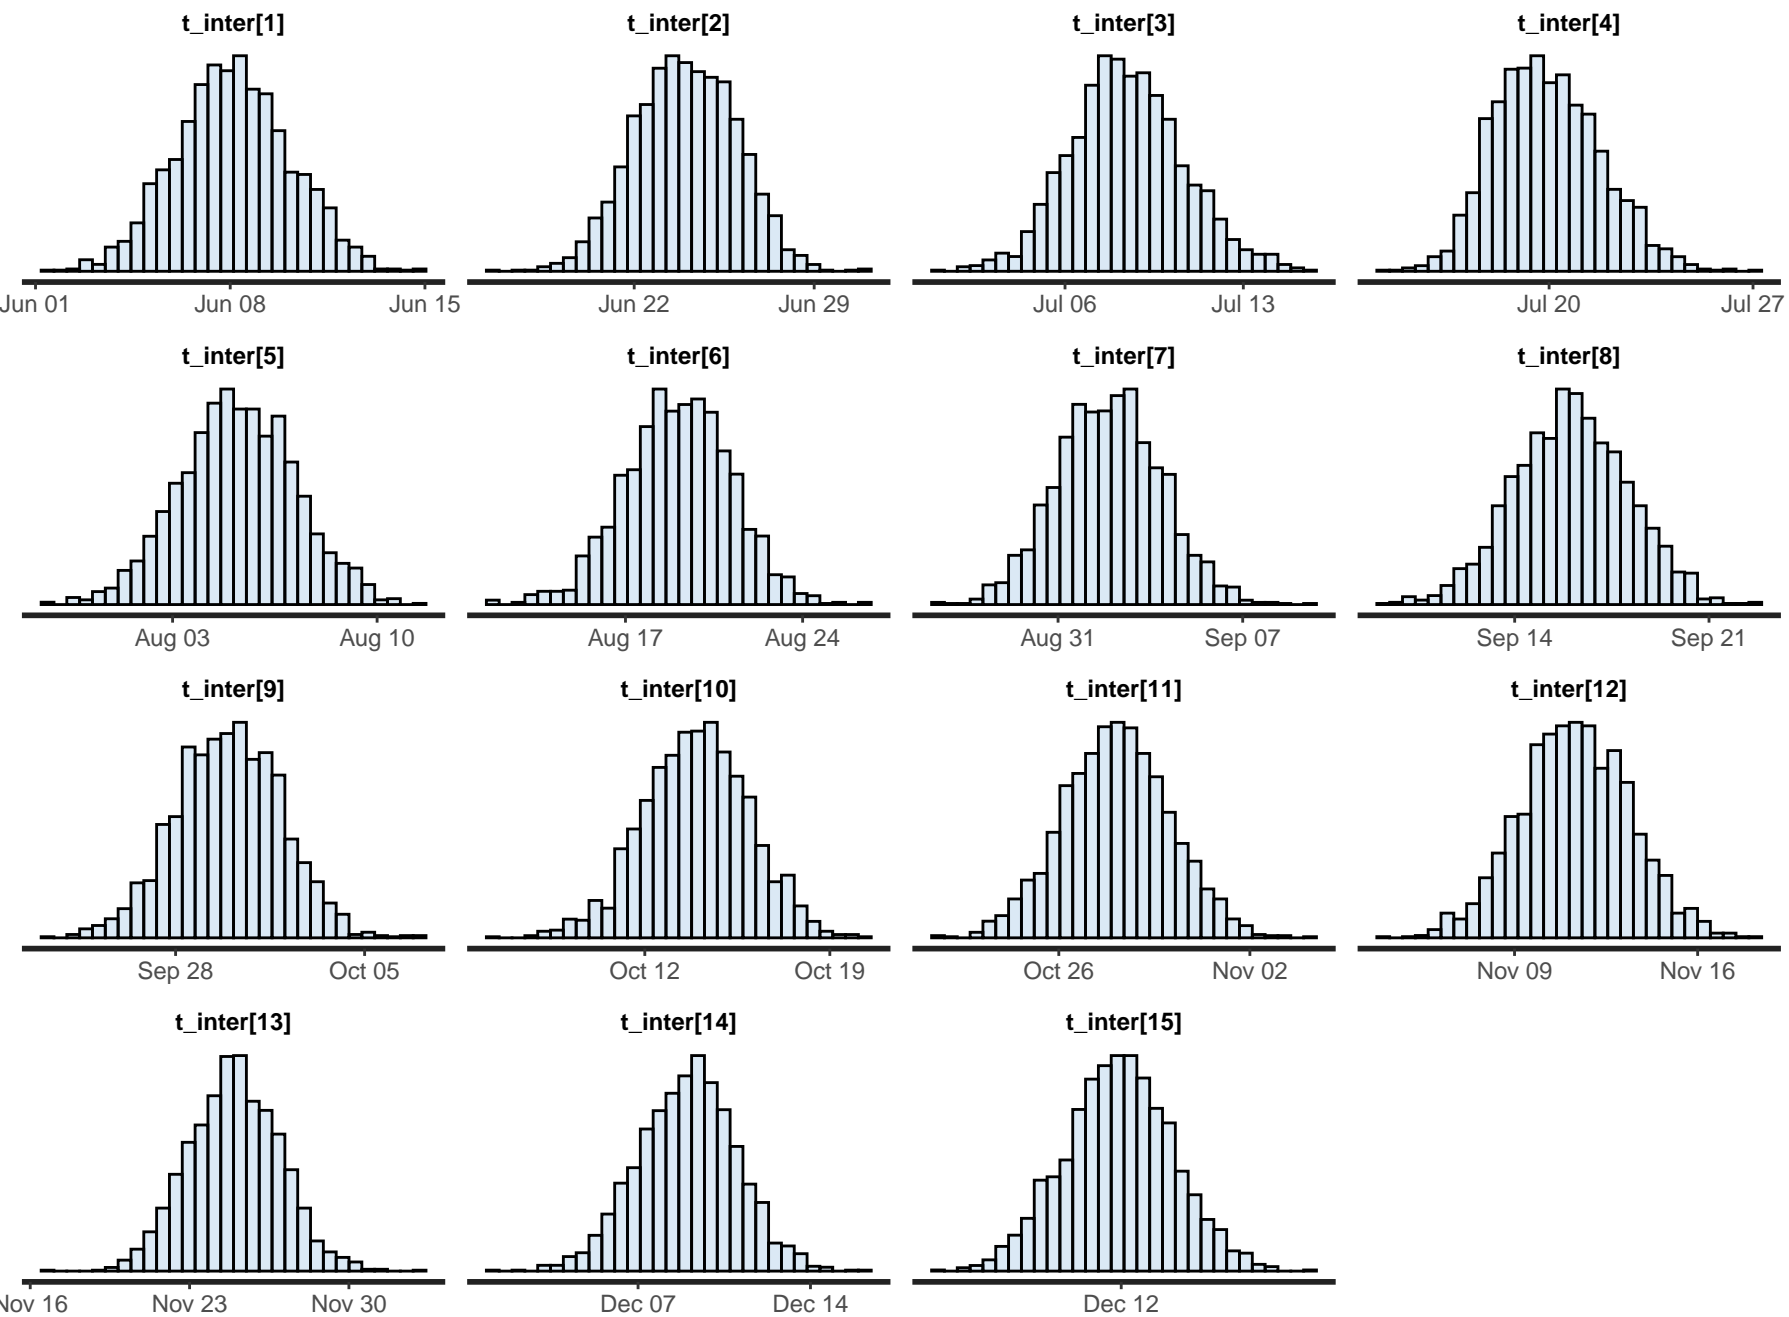 t_inter[1] t_inter[2] t_inter[3] t_inter[4]
Jun 01 Jun 08 Jun 15 Jun 22 Jun 29 Jul 06 Jul 13 Jul 20 Jul 27
t_inter[5] t_inter[6] t_inter[7] t_inter[8]
Aug 03 Aug 10 Aug 17 Aug 24 Aug 31 Sep 07 Sep 14 Sep 21
t_inter[9] t_inter[10] t_inter[11] t_inter[12]
Sep 28 Oct 05 Oct 12 Oct 19 Oct 26 Nov 02 Nov 09 Nov 16
t_inter[13] t_inter[14] t_inter[15]
Nov 16 Nov 23 Nov 30 Dec 07 Dec 14 Dec 12